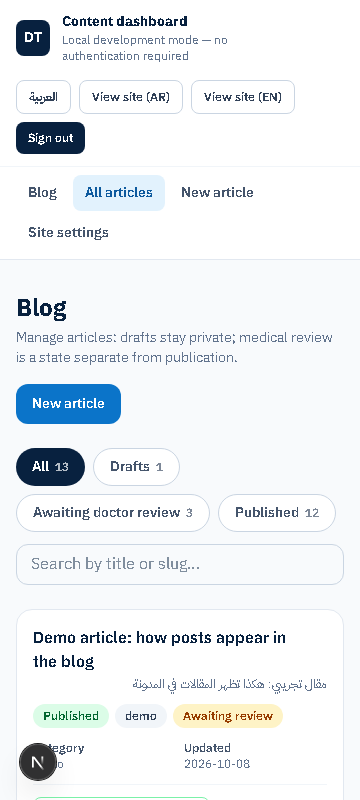 DT
Content dashboard
Local development mode — no
authentication required
العربية
View site (AR)
View site (EN)
Sign out
Blog
All articles
New article
Site settings
Blog
Manage articles: drafts stay private; medical review
is a state separate from publication.
New article
All 13
Drafts 1
Awaiting doctor review 3
Published 12
Search by title or slug...
Demo article: how posts appear in
the blog
مقال تجريبي: هكذا تظهر المقالات في المدونة
Published
demo
Awaiting review
Updated
N
2026-10-08